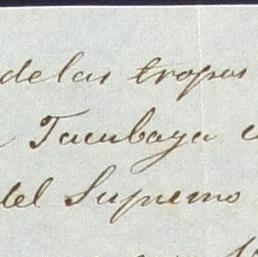 de las tropas
Tacubaya
del Supremo